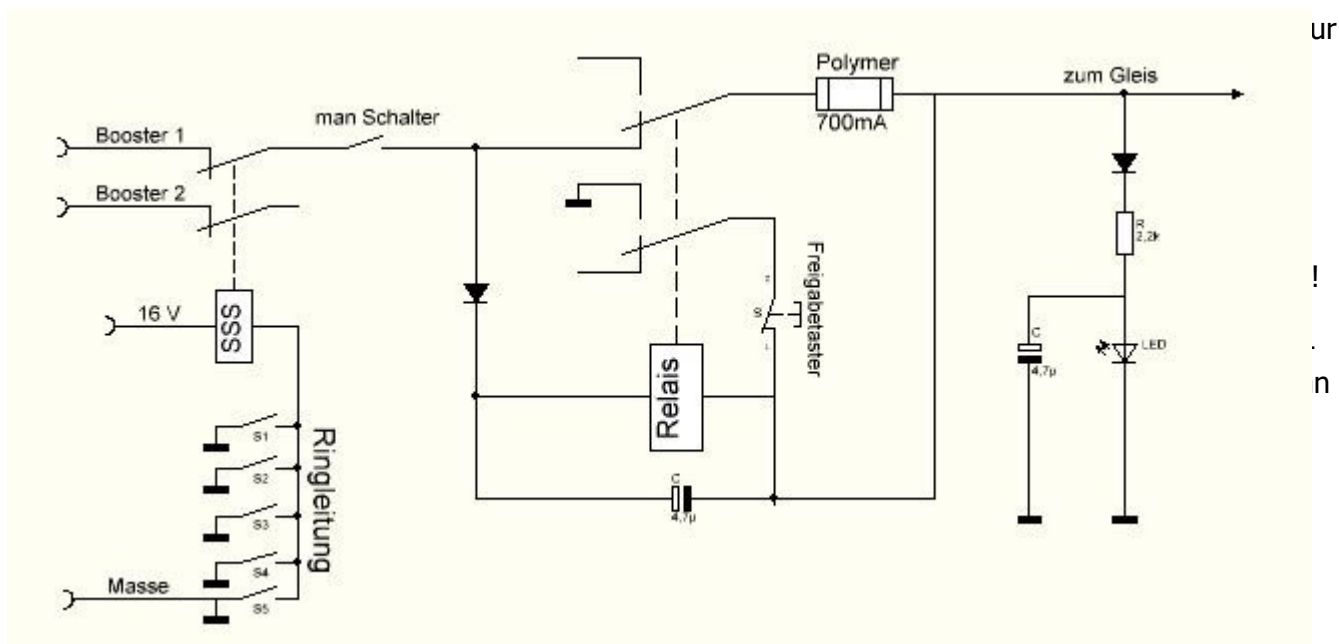 ur
Polymer
zum Gleis
700mA
man Schalter
Booster 1
Booster 2
R
2,2k
Freigabetaster
S
!
16 V
SSS
C
4,7µ
LED
n
Relais
S1
S2
S3
S4
S5
Ringleitung
C
4,7µ
Masse